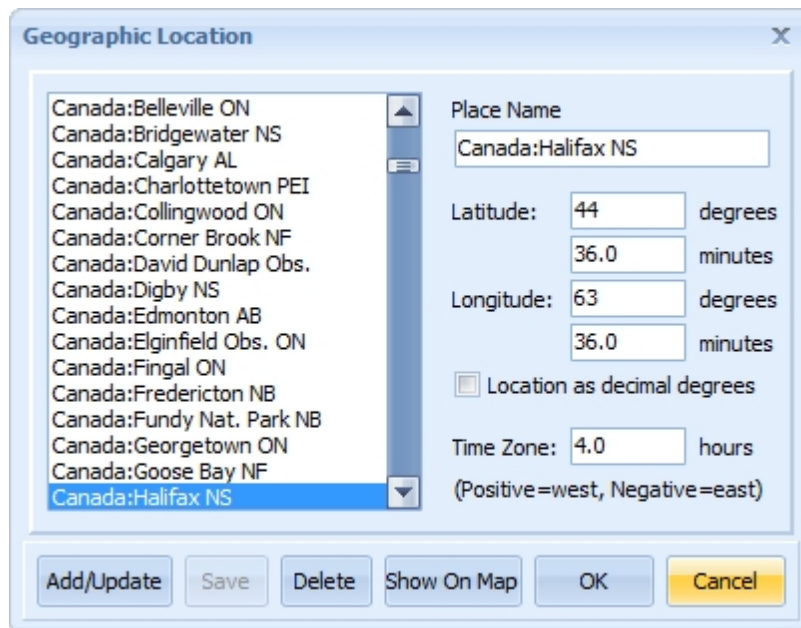 Geographic Location
Canada:Belleville ON
Canada:Bridgewater NS
Canada:Calgary AL
Canada:Charlottetown PEI
Canada:Collingwood ON
Canada:Corner Brook NF
Canada:David Dunlap Obs.
Canada:Digby NS
Canada:Edmonton AB
Canada:Elginfield Obs. ON
Canada:Fingal ON
Canada:Fredericton NB
Canada:Fundy Nat. Park NB
Canada:Georgetown ON
Canada:Goose Bay NF
Canada:Halifax NS
Place Name
Canada:Halifax NS
Latitude: 44 degrees
36.0 minutes
Longitude: 63 degrees
36.0 minutes
Location as decimal degrees
Time Zone: 4.0 hours
(Positive=west, Negative=east)
Add/Update Save Delete Show On Map OK Cancel